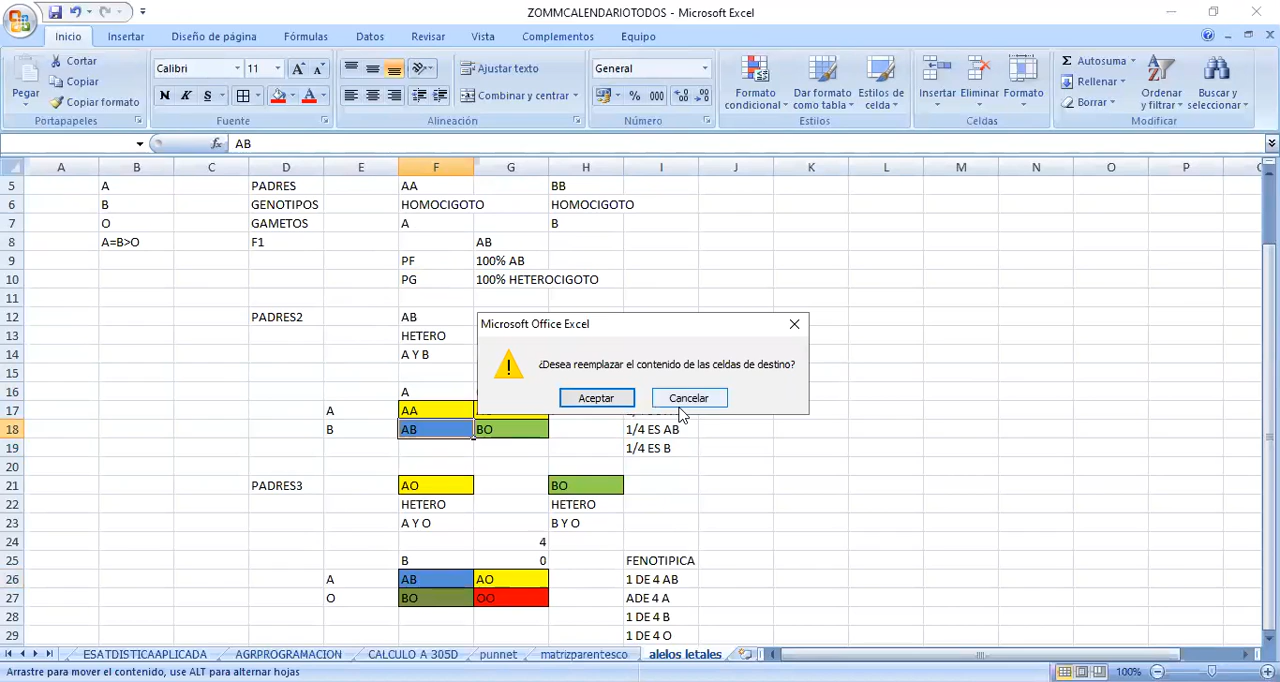 ZOMMCALENDARIOTODOS - Microsoft Excel
Inicio Insertar Diseño de página Fórmulas Datos Revisar Vista Complementos Equipo
Pegar
Cortar
Copiar
Copiar formato
Calibri 11
N K S
Ajustar texto
Combinar y centrar
General
% 000
Formato condicional
Dar formato como tabla
Estilos de celda
Insertar Eliminar Formato
Σ Autosuma
Rellenar
Borrar
Ordenar y filtrar
Buscar y seleccionar
Portapapeles Fuente Alineación Número Estilos Celdas Modificar
fx AB
A B C D E F G H I J K L M N O P
5 A PADRES AA BB
6 B GENOTIPOS HOMOCIGOTO HOMOCIGOTO
7 O GAMETOS A B
8 A=B>O F1 AB
9 PF 100% AB
10 PG 100% HETEROCIGOTO
11
12 PADRES2 AB
13 HETERO
14 A Y B
15
16 A
17 A AA
18 B AB BO 1/4 ES AB
19 1/4 ES B
20
21 PADRES3 AO BO
22 HETERO HETERO
23 A Y O B Y O
24 4
25 B 0 FENOTIPICA
26 A AB AO 1 DE 4 AB
27 O BO OO ADE 4 A
28 1 DE 4 B
29 1 DE 4 O
Microsoft Office Excel
¿Desea reemplazar el contenido de las celdas de destino?
Aceptar Cancelar
ESATDISTICAAPLICADA AGRPROGRAMACION CALCULO A 305D punnet matrizparentesco alelos letales
Arrastre para mover el contenido, use ALT para alternar hojas 100%